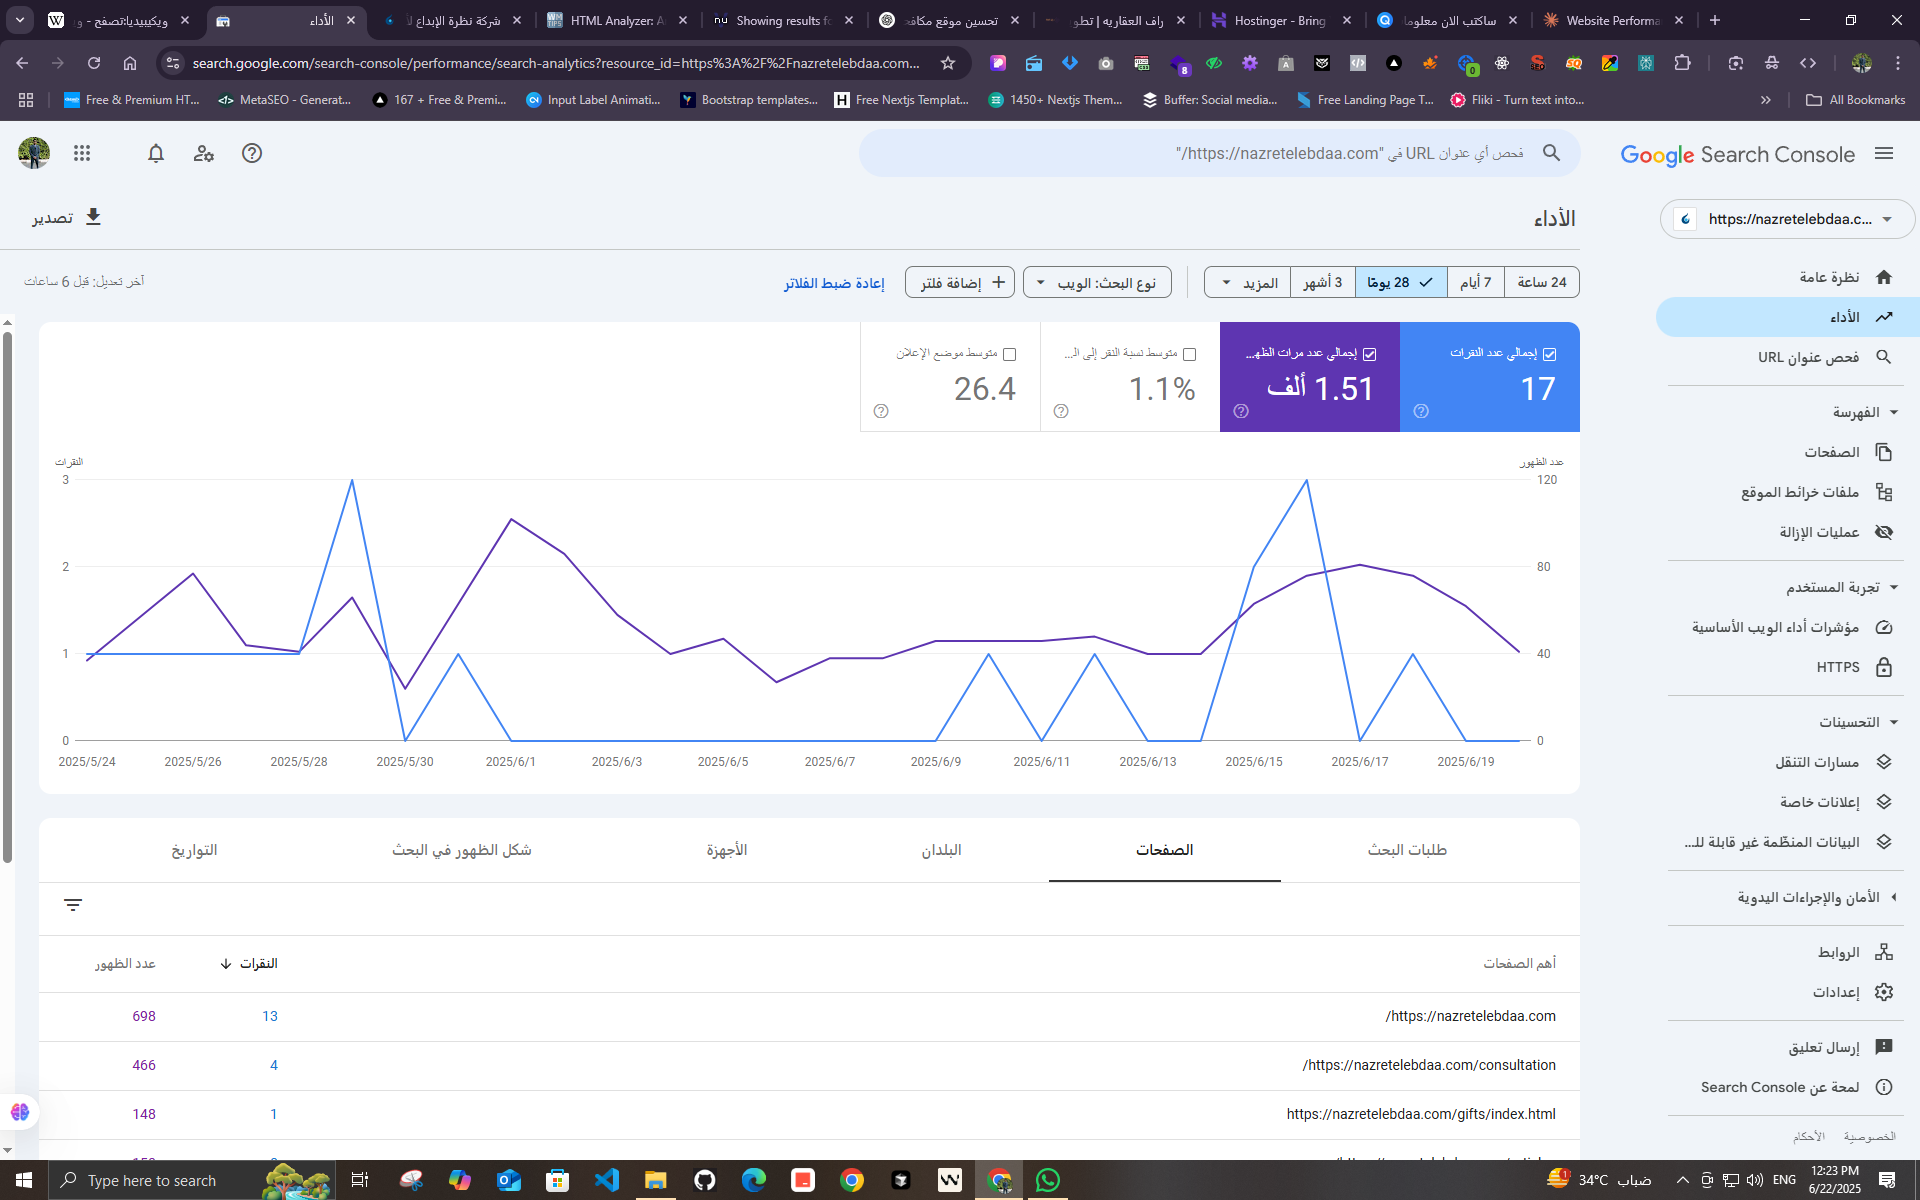 ويكيبيديا:تصفح - وي
الأداء
شركة نظرة الإبداع لأ
HTML Analyzer: A
Showing results fo
تحسين موقع مكافح
راف العقاريه | تطو
Hostinger - Bring
ساكتب الان معلوما
Website Performa
search.google.com/search-console/performance/search-analytics?resource_id=https%3A%2F%2Fnazretelebdaa.com...
Free & Premium HT...
MetaSEO - Generat...
167 + Free & Premi...
Input Label Animati...
Bootstrap templates...
Free Nextjs Templat...
1450+ Nextjs Them...
Buffer: Social media...
Free Landing Page T...
Fliki - Turn text into...
All Bookmarks
Google Search Console
فحص أي عنوان URL في "https://nazretelebdaa.com/"
https://nazretelebdaa.c...
الأداء
تصدير
24 ساعة
7 أيام
28 يومًا
3 أشهر
المزيد
نوع البحث: الويب
إضافة فلتر
إعادة ضبط الفلاتر
آخر تعديل: قبل 6 ساعات
نظرة عامة
الأداء
فحص عنوان URL
الفهرسة
الصفحات
ملفات خرائط الموقع
عمليات الإزالة
تجربة المستخدم
مؤشرات أداء الويب الأساسية
HTTPS
التحسينات
مسارات التنقل
إعلانات خاصة
البيانات المنظّمة غير قابلة للـ...
الأمان والإجراءات اليدوية
الروابط
إعدادات
إرسال تعليق
لمحة عن Search Console
الخصوصية
الأحكام
إجمالي عدد النقرات
17
إجمالي عدد مرات الظهـ...
1.51 ألف
متوسط نسبة النقر إلى الـ...
1.1%
متوسط موضع الإعلان
26.4
عدد الظهور
النقرات
120
3
80
2
40
1
0
0
2025/5/24
2025/5/26
2025/5/28
2025/5/30
2025/6/1
2025/6/3
2025/6/5
2025/6/7
2025/6/9
2025/6/11
2025/6/13
2025/6/15
2025/6/17
2025/6/19
طلبات البحث
الصفحات
البلدان
الأجهزة
شكل الظهور في البحث
التواريخ
أهم الصفحات
النقرات
عدد الظهور
https://nazretelebdaa.com/
13
698
https://nazretelebdaa.com/consultation/
4
466
https://nazretelebdaa.com/gifts/index.html
1
148
Type here to search
34°C ضباب
ENG
12:23 PM
6/22/2025